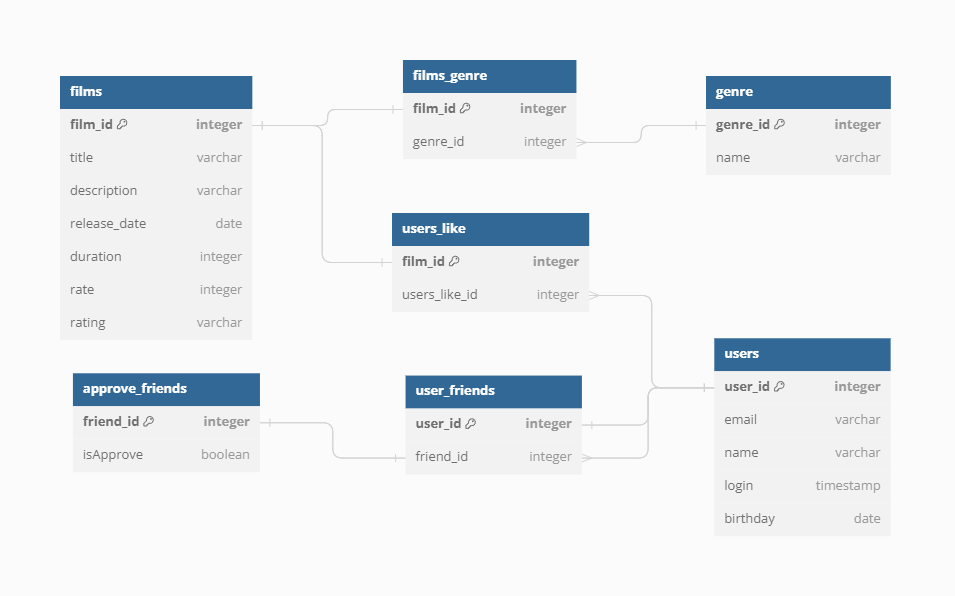 films
film_id integer
title varchar
description varchar
release_date date
duration integer
rate integer
rating varchar
films_genre
film_id integer
genre_id integer
genre
genre_id integer
name varchar
users_like
film_id integer
users_like_id integer
approve_friends
friend_id integer
isApprove boolean
user_friends
user_id integer
friend_id integer
users
user_id integer
email varchar
name varchar
login timestamp
birthday date